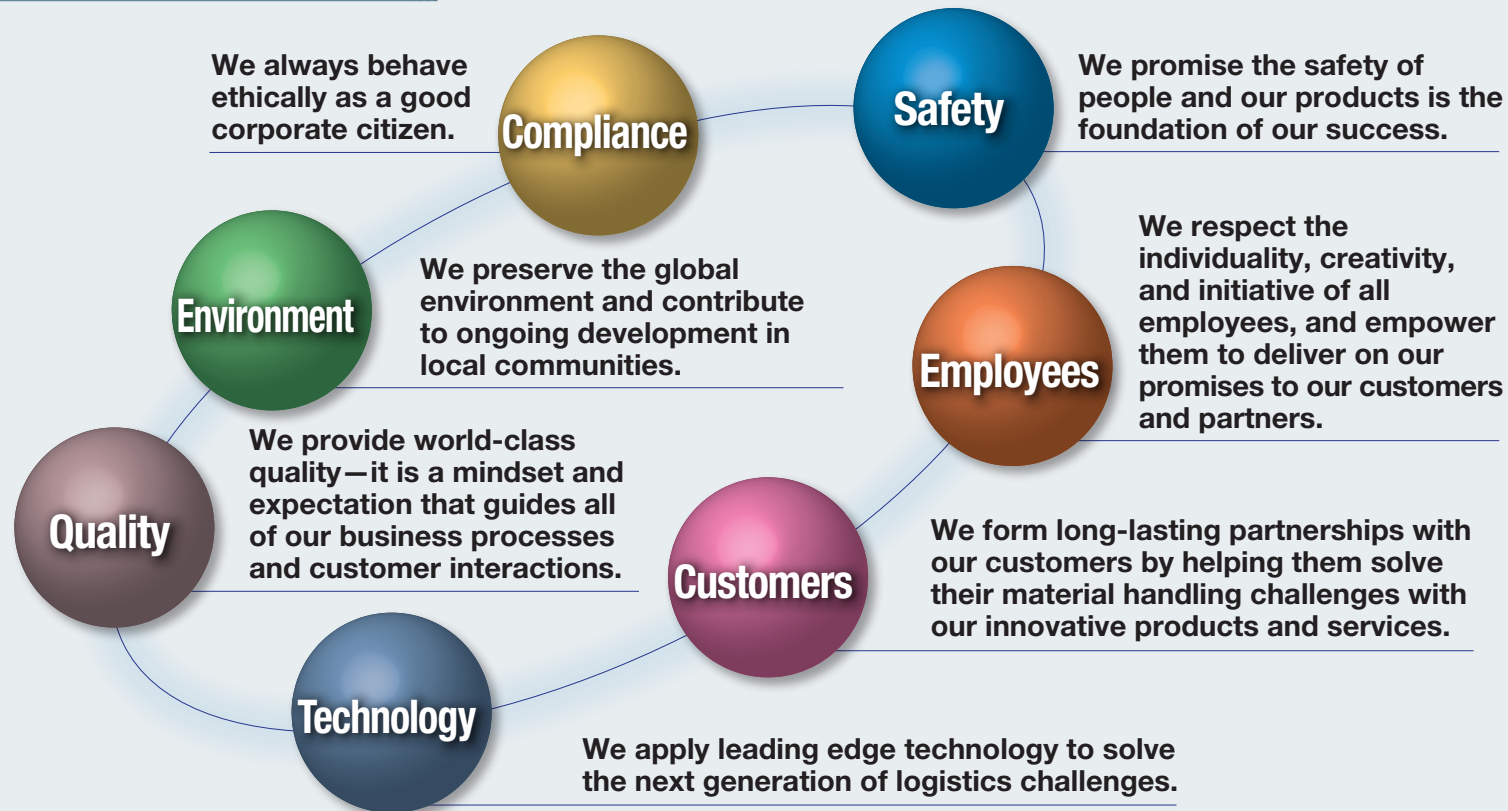 We always behave
ethically as a good
corporate citizen.
Compliance
Safety
We promise the safety of
people and our products is the
foundation of our success.
Environment
We preserve the global
environment and contribute
to ongoing development in
local communities.
Employees
We respect the
individuality, creativity,
and initiative of all
employees, and empower
them to deliver on our
promises to our customers
and partners.
Quality
We provide world-class
quality—it is a mindset and
expectation that guides all
of our business processes
and customer interactions.
Customers
We form long-lasting partnerships with
our customers by helping them solve
their material handling challenges with
our innovative products and services.
Technology
We apply leading edge technology to solve
the next generation of logistics challenges.